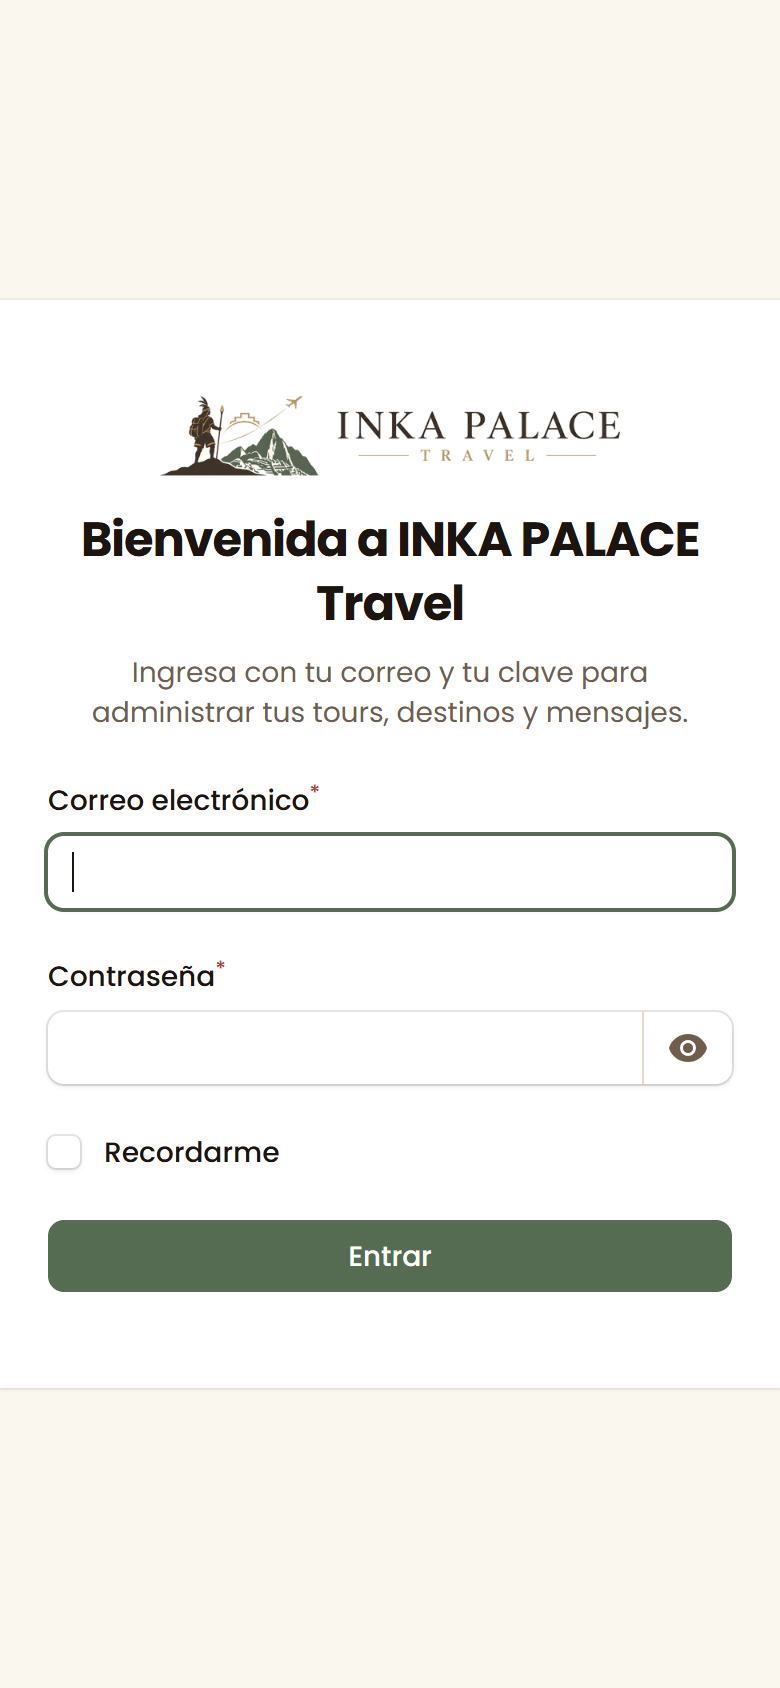 INKA PALACE
TRAVEL
Bienvenida a INKA PALACE
Travel
Ingresa con tu correo y tu clave para
administrar tus tours, destinos y mensajes.
Correo electrónico*
Contraseña*
Recordarme
Entrar